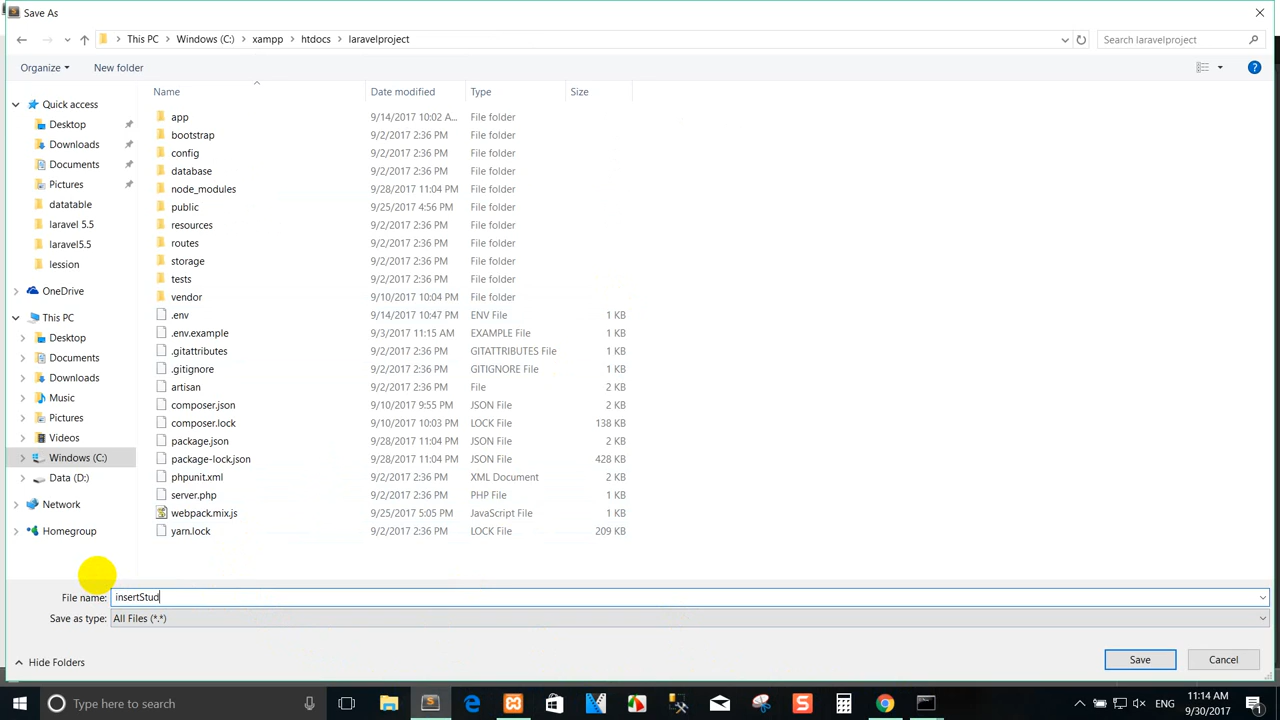 Save As
This PC > Windows (C:) > xampp > htdocs > laravelproject
Search laravelproject
Organize New folder
Name Date modified Type Size
Quick access
Desktop
Downloads
Documents
Pictures
datatable
laravel 5.5
laravel5.5
lession
OneDrive
This PC
Desktop
Documents
Downloads
Music
Pictures
Videos
Windows (C:)
Data (D:)
Network
Homegroup
app 9/14/2017 10:02 A... File folder
bootstrap 9/2/2017 2:36 PM File folder
config 9/2/2017 2:36 PM File folder
database 9/2/2017 2:36 PM File folder
node_modules 9/28/2017 11:04 PM File folder
public 9/25/2017 4:56 PM File folder
resources 9/2/2017 2:36 PM File folder
routes 9/2/2017 2:36 PM File folder
storage 9/2/2017 2:36 PM File folder
tests 9/2/2017 2:36 PM File folder
vendor 9/10/2017 10:04 PM File folder
.env 9/14/2017 10:47 PM ENV File 1 KB
.env.example 9/3/2017 11:15 AM EXAMPLE File 1 KB
.gitattributes 9/2/2017 2:36 PM GITATTRIBUTES File 1 KB
.gitignore 9/2/2017 2:36 PM GITIGNORE File 1 KB
artisan 9/2/2017 2:36 PM File 2 KB
composer.json 9/10/2017 9:55 PM JSON File 2 KB
composer.lock 9/10/2017 10:03 PM LOCK File 138 KB
package.json 9/28/2017 11:04 PM JSON File 2 KB
package-lock.json 9/28/2017 11:04 PM JSON File 428 KB
phpunit.xml 9/2/2017 2:36 PM XML Document 2 KB
server.php 9/2/2017 2:36 PM PHP File 1 KB
webpack.mix.js 9/25/2017 5:05 PM JavaScript File 1 KB
yarn.lock 9/2/2017 2:36 PM LOCK File 209 KB
File name: insertStud
Save as type: All Files (*.*)
Hide Folders
Save Cancel
Type here to search
ENG
11:14 AM
9/30/2017
1